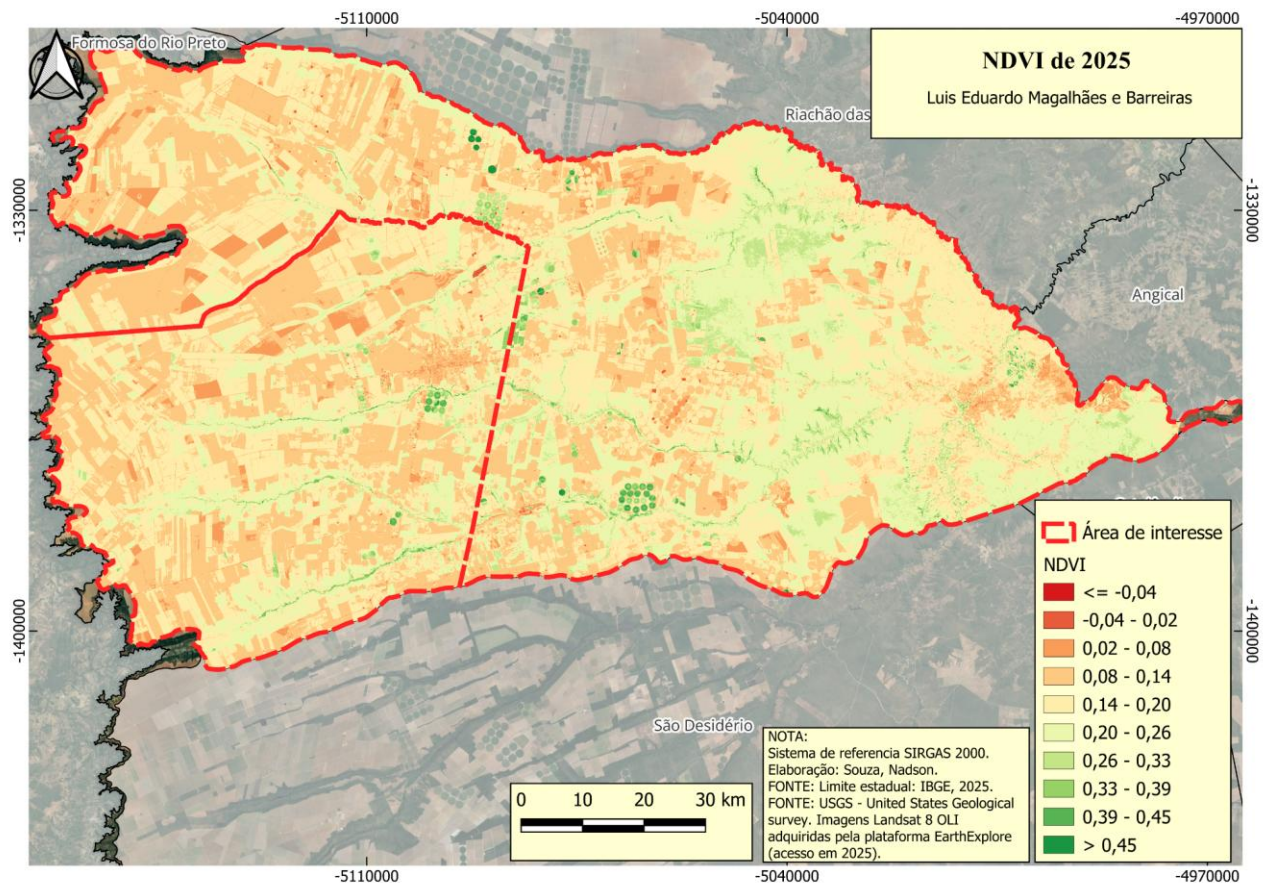 -5110000
-5040000
-4970000
Formosa do Rio Preto
NDVI de 2025
Luis Eduardo Magalhães e Barreiras
Riachão das
-1330000
-1330000
Angical
Área de interesse
NDVI
<= -0,04
-0,04 - 0,02
0,02 - 0,08
0,08 - 0,14
0,14 - 0,20
0,20 - 0,26
0,26 - 0,33
0,33 - 0,39
0,39 - 0,45
> 0,45
-1400000
-1400000
São Desidério
0 10 20 30 km
NOTA:
Sistema de referencia SIRGAS 2000.
Elaboração: Souza, Nadson.
FONTE: Limite estadual: IBGE, 2025.
FONTE: USGS - United States Geological
survey. Imagens Landsat 8 OLI
adquiridas pela plataforma EarthExplore
(acesso em 2025).
-5110000
-5040000
-4970000